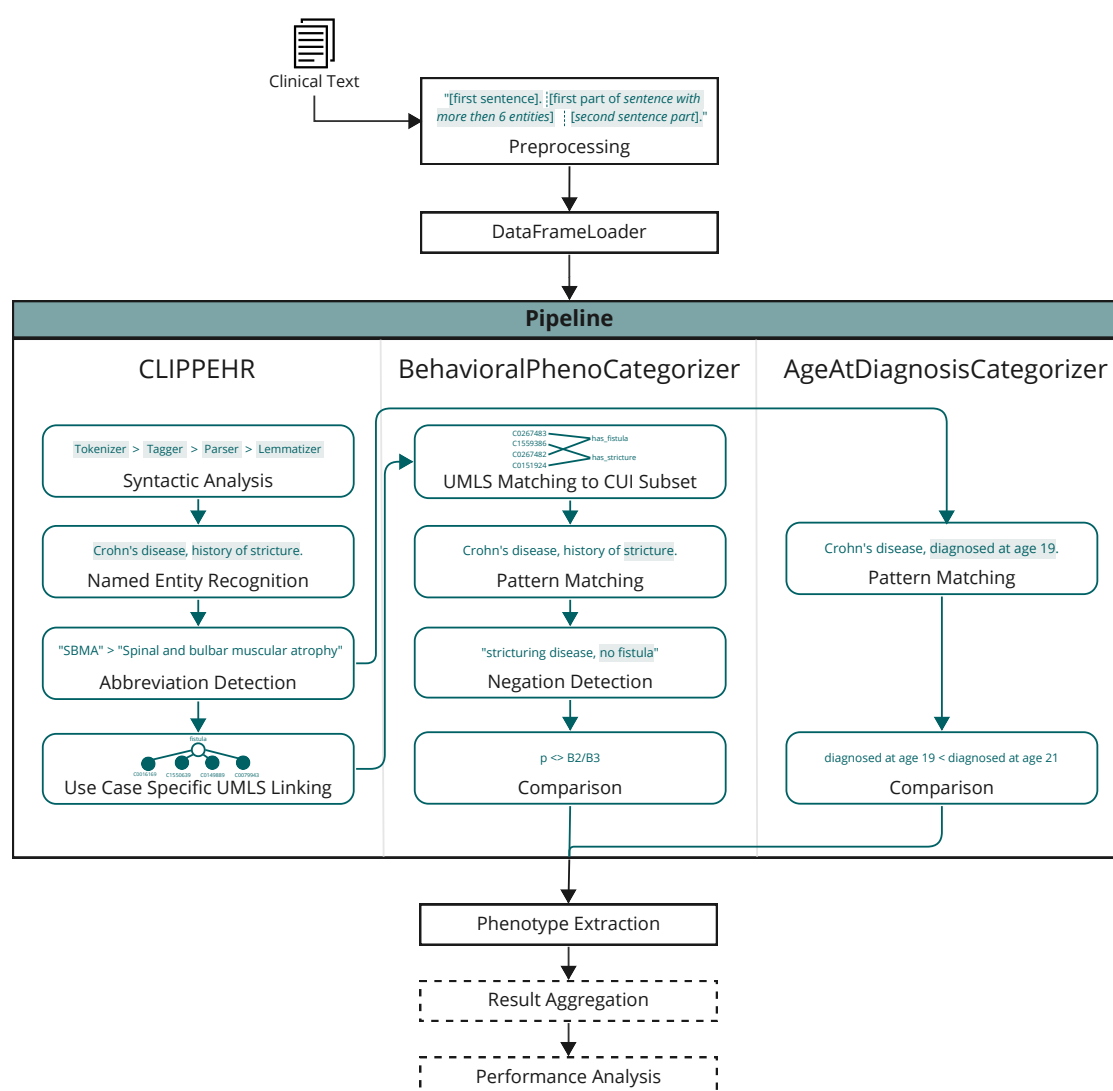 Clinical Text
"[first sentence]. [first part of sentence with
more then 6 entities] [second sentence part]."
Preprocessing
DataFrameLoader
Pipeline
CLIPPEHR
Tokenizer > Tagger > Parser > Lemmatizer
Syntactic Analysis
Crohn's disease, history of stricture.
Named Entity Recognition
"SBMA" > "Spinal and bulbar muscular atrophy"
Abbreviation Detection
fistula
C0016169 C1550639 C0149889 C0079943
Use Case Specific UMLS Linking
BehavioralPhenoCategorizer
C0267483
C1559386
C0267482
C0151924
has_fistula
has_stricture
UMLS Matching to CUI Subset
Crohn's disease, history of stricture.
Pattern Matching
"stricturing disease, no fistula"
Negation Detection
p <> B2/B3
Comparison
AgeAtDiagnosisCategorizer
Crohn's disease, diagnosed at age 19.
Pattern Matching
diagnosed at age 19 < diagnosed at age 21
Comparison
Phenotype Extraction
Result Aggregation
Performance Analysis